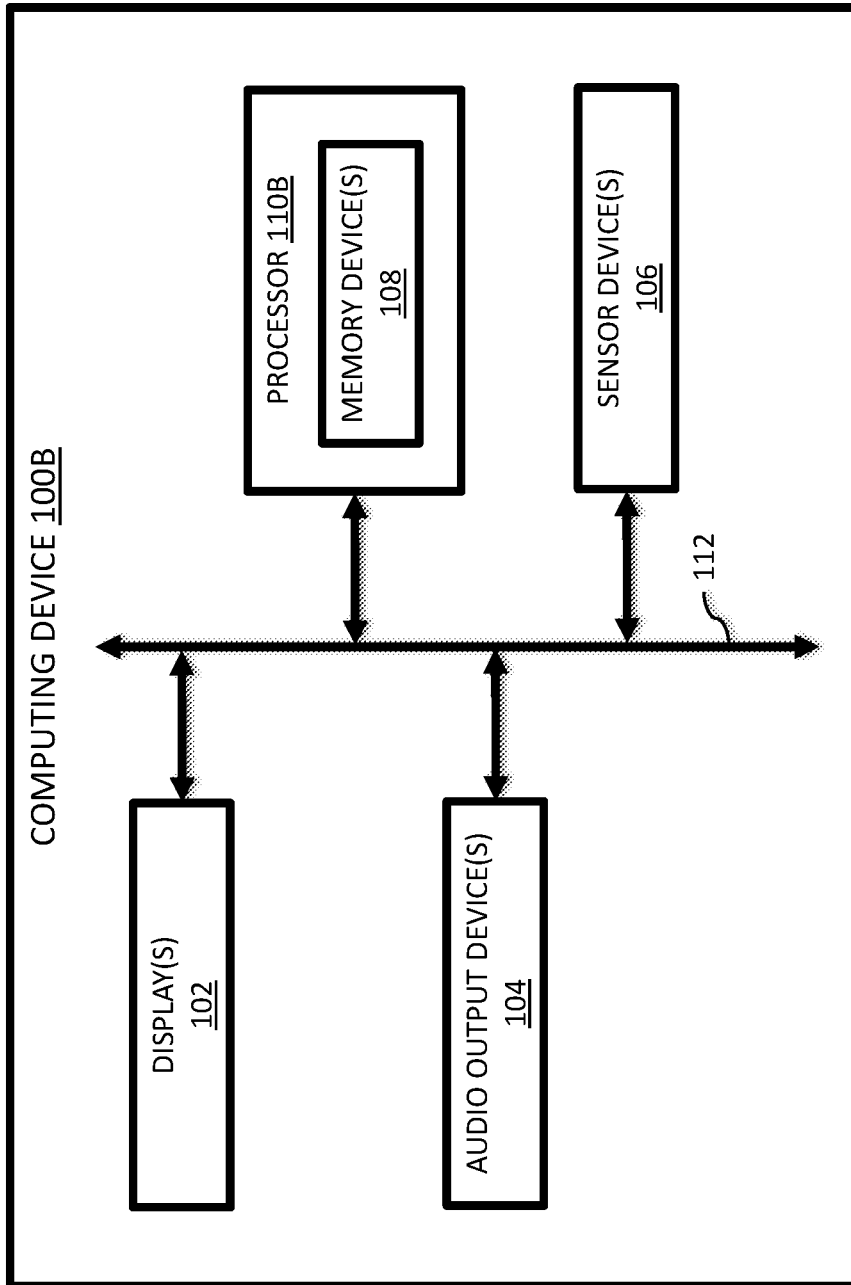 COMPUTING DEVICE 100B
DISPLAY(S)
102
PROCESSOR 110B
MEMORY DEVICE(S)
108
AUDIO OUTPUT DEVICE(S)
104
SENSOR DEVICE(S)
106
112